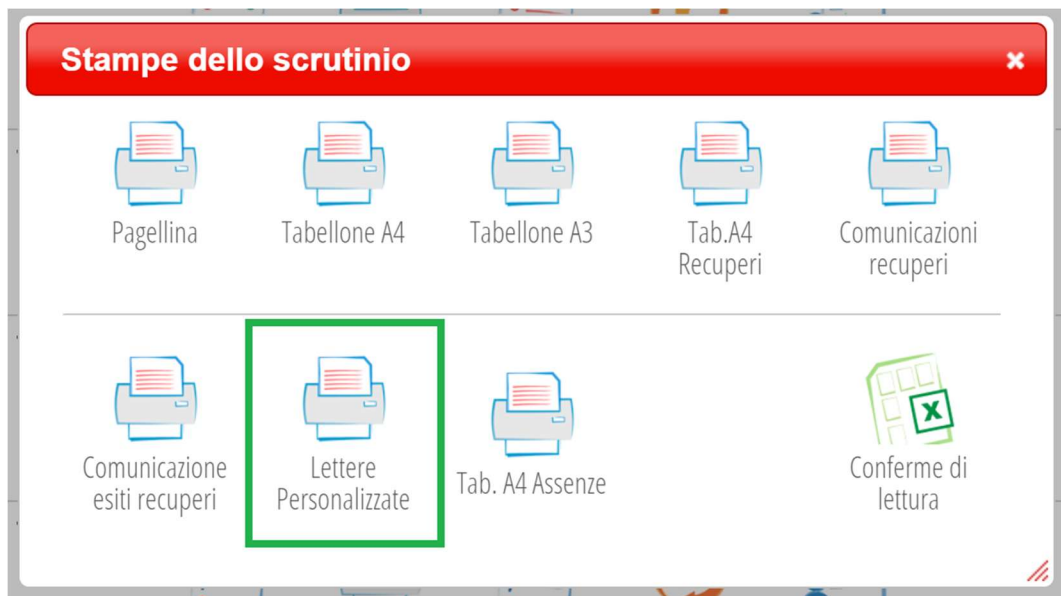 Stampe dello scrutinio
Pagellina
Tabellone A4
Tabellone A3
Tab.A4
Recuperi
Comunicazioni
recuperi
Comunicazione
esiti recuperi
Lettere
Personalizzate
Tab. A4 Assenze
X
Conferme di
lettura